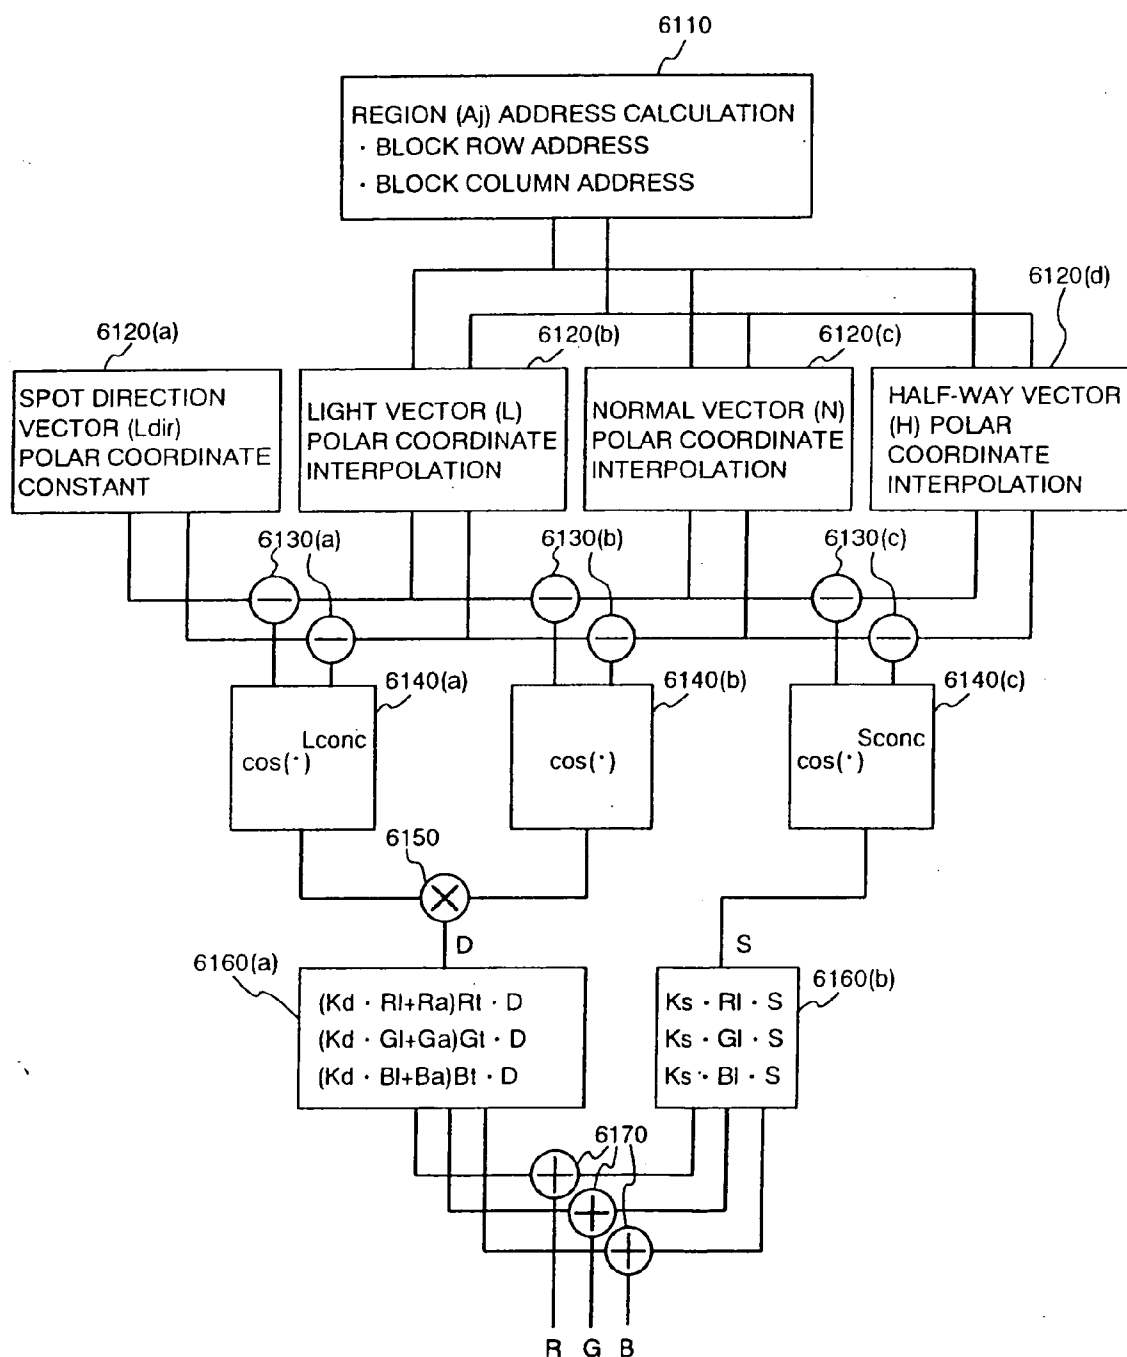 6110
REGION (Aj) ADDRESS CALCULATION
· BLOCK ROW ADDRESS
· BLOCK COLUMN ADDRESS
6120(a)
6120(b)
6120(c)
6120(d)
SPOT DIRECTION
VECTOR (Ldir)
POLAR COORDINATE
CONSTANT
LIGHT VECTOR (L)
POLAR COORDINATE
INTERPOLATION
NORMAL VECTOR (N)
POLAR COORDINATE
INTERPOLATION
HALF-WAY VECTOR
(H) POLAR
COORDINATE
INTERPOLATION
6130(a)
6130(b)
6130(c)
6140(a)
6140(b)
6140(c)
cos(·)Lconc
cos(·)
cos(·)Sconc
6150
D
S
6160(a)
6160(b)
(Kd · Rl+Ra)Rt · D
(Kd · Gl+Ga)Gt · D
(Kd · Bl+Ba)Bt · D
Ks · Rl · S
Ks · Gl · S
Ks · Bl · S
6170
R G B